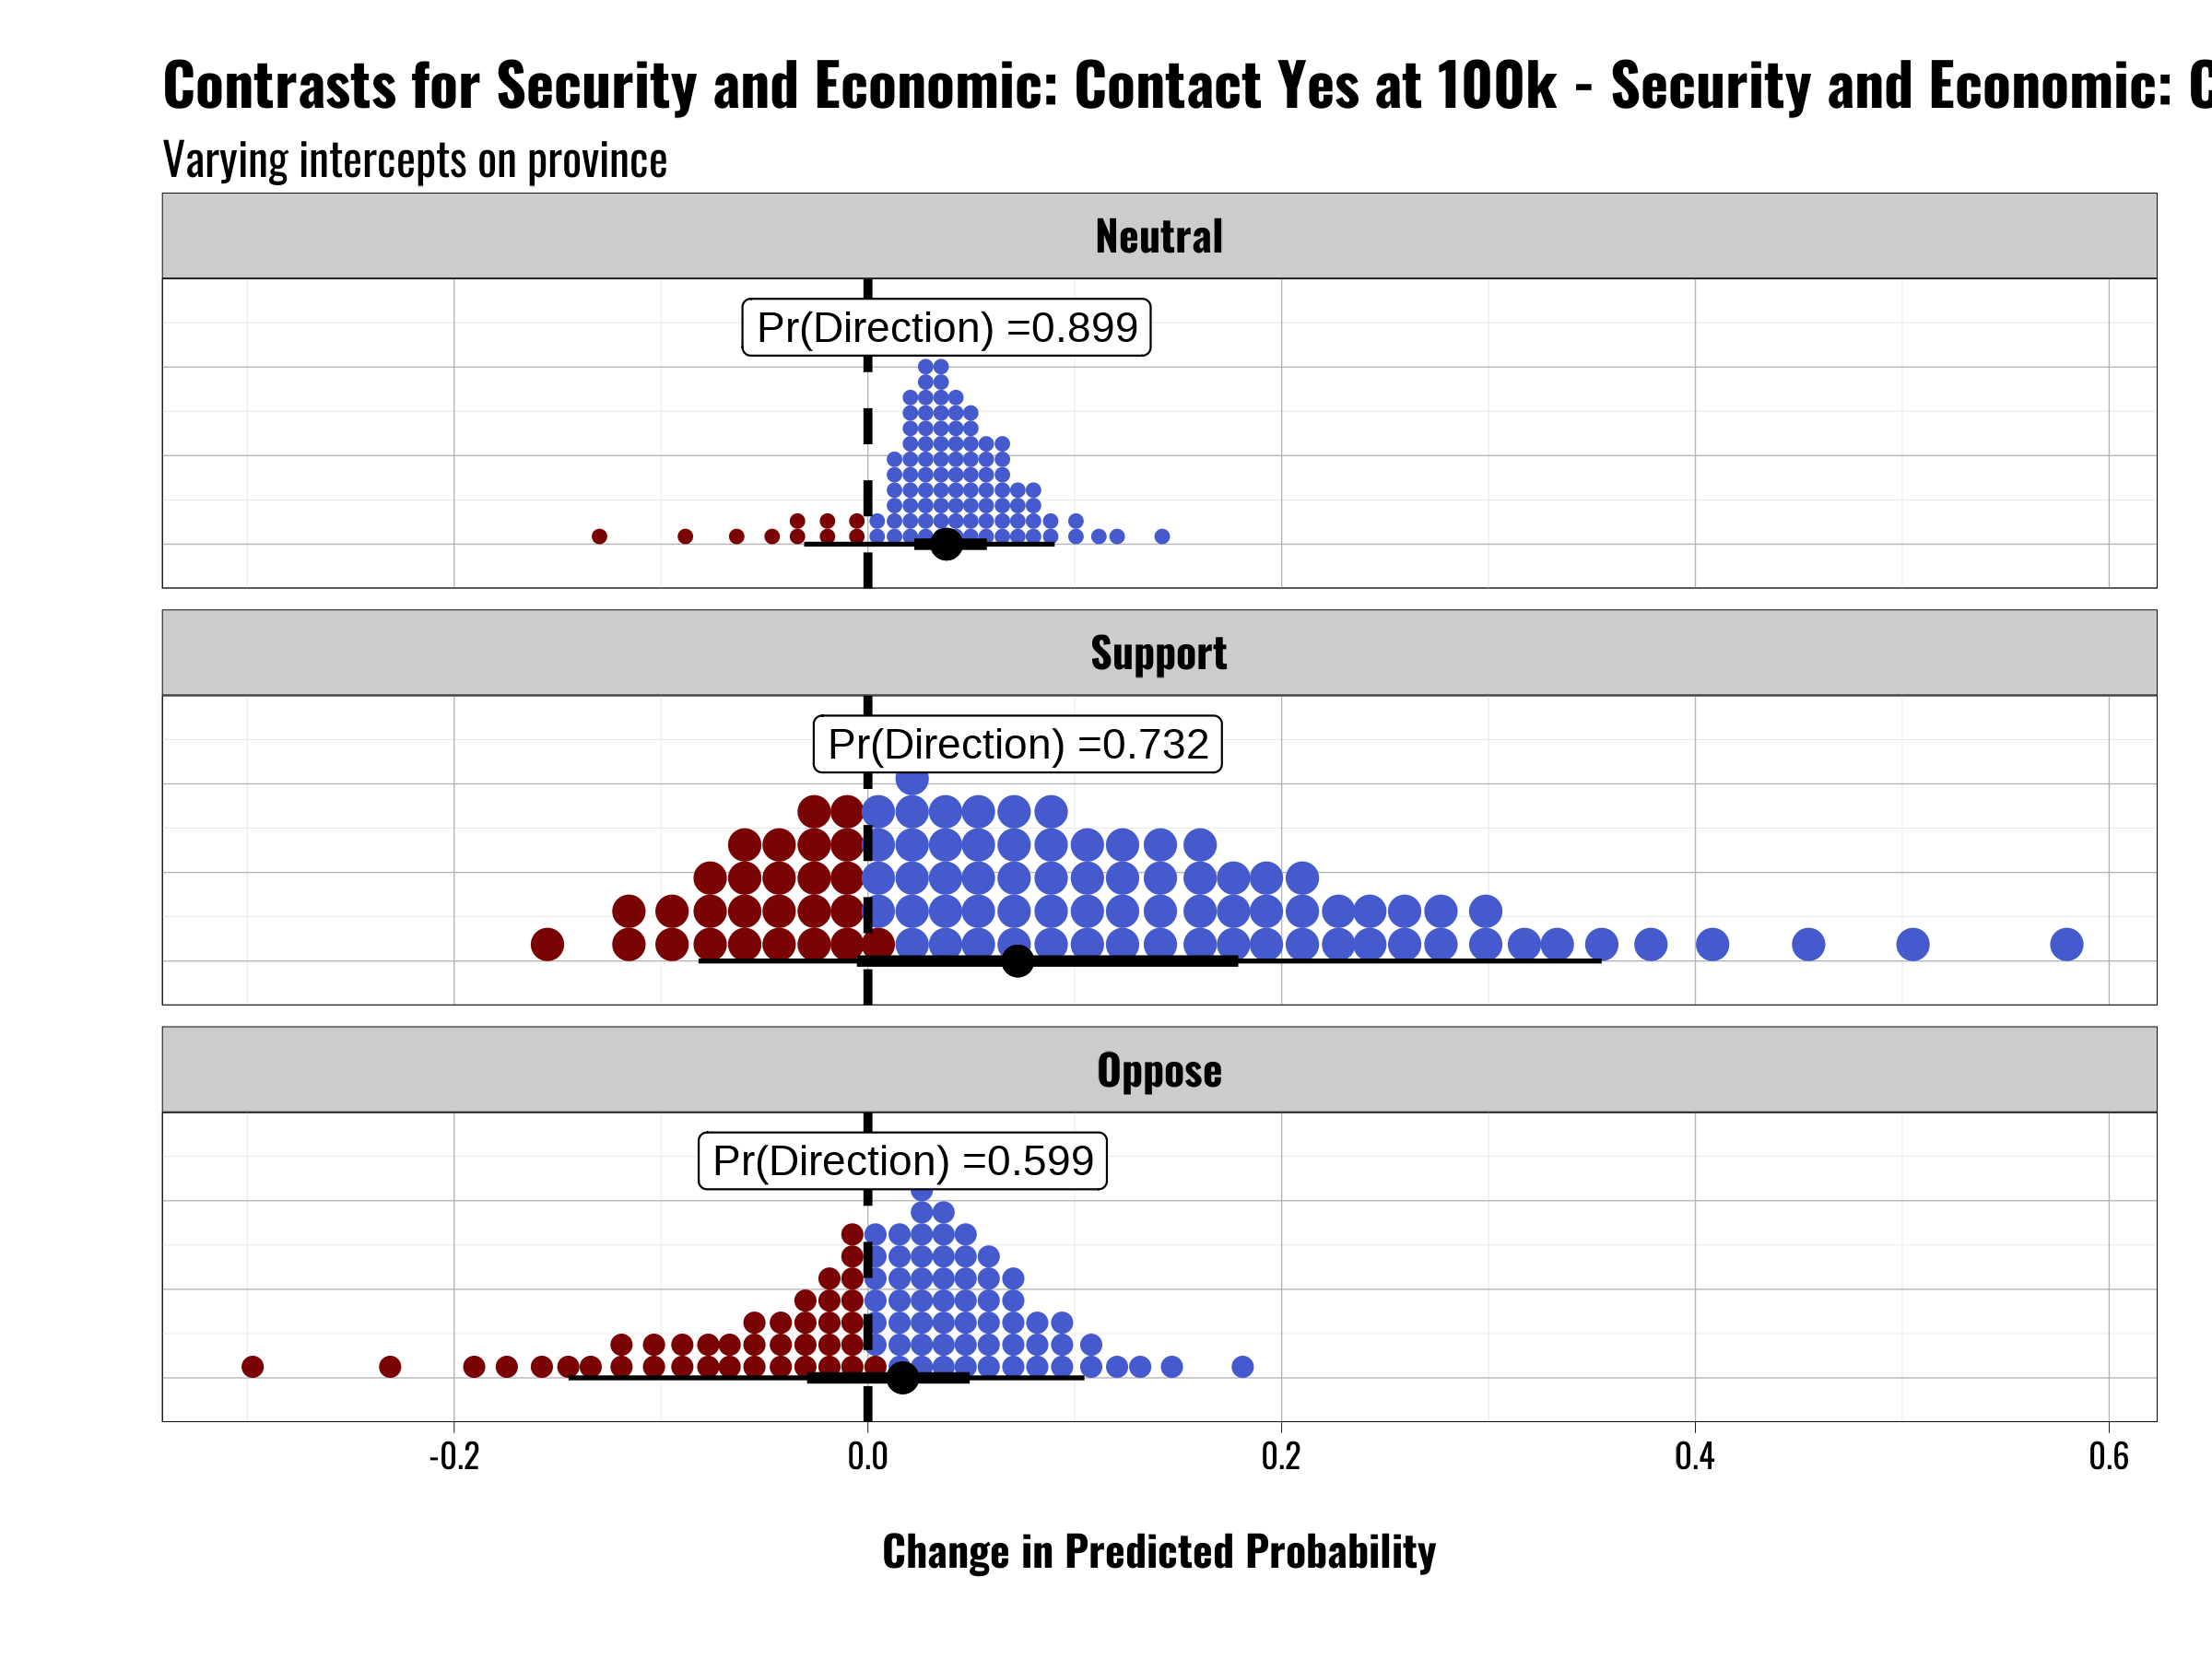 Contrasts for Security and Economic: Contact Yes at 100k - Security and Economic:
Varying intercepts on province
Neutral
Pr(Direction) =0.899
Support
Pr(Direction) =0.732
Oppose
Pr(Direction) =0.599
-0.2 0.0 0.2 0.4 0.6
Change in Predicted Probability